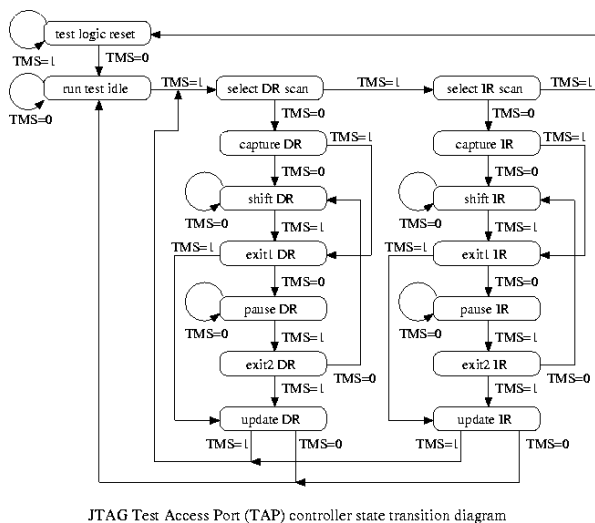 test logic reset
TMS=1
TMS=0
run test idle
TMS=1
select DR scan
TMS=1
select IR scan
TMS=0
TMS=0
TMS=0
capture DR
TMS=1
capture IR
TMS=1
TMS=0
TMS=0
shift DR
shift IR
TMS=0
TMS=1
TMS=0
TMS=1
TMS=1
exit1 DR
TMS=1
exit1 IR
TMS=0
TMS=0
pause DR
pause IR
TMS=0
TMS=1
TMS=0
TMS=1
exit2 DR
exit2 IR
TMS=1
TMS=0
TMS=1
TMS=0
update DR
update IR
TMS=1
TMS=0
TMS=1
TMS=0
JTAG Test Access Port (TAP) controller state transition diagram